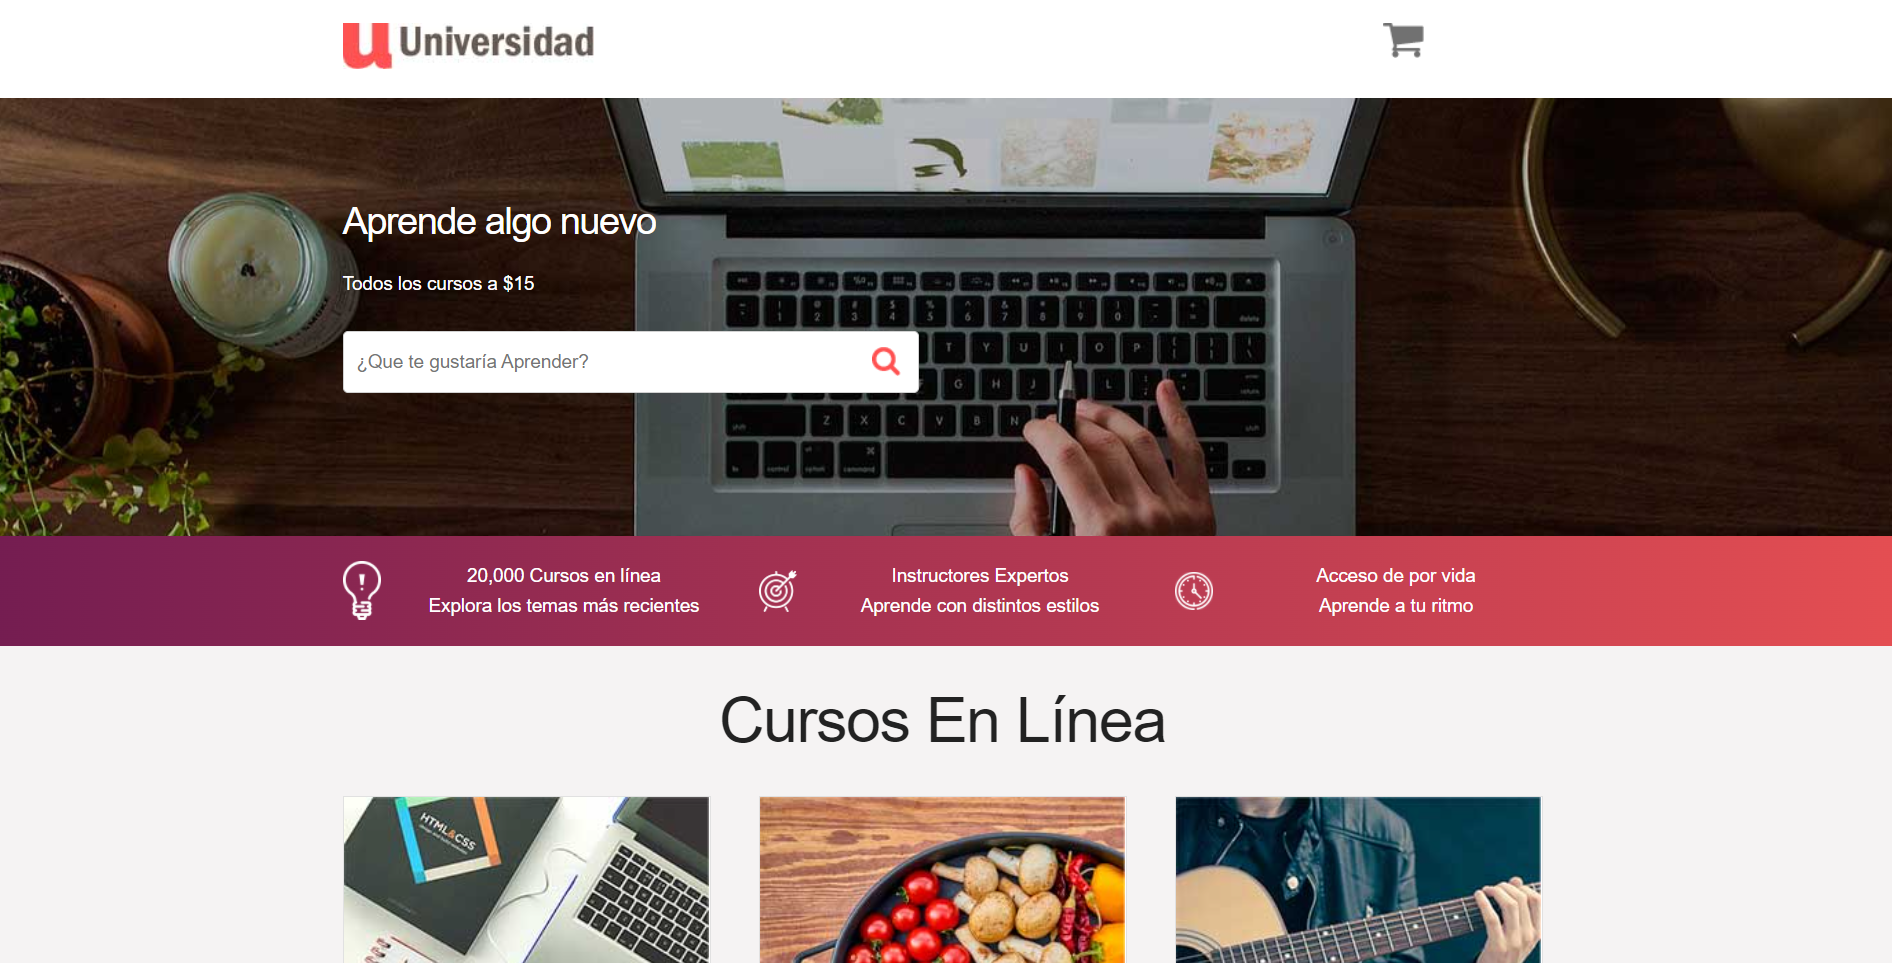 u Universidad
Aprende algo nuevo
Todos los cursos a $15
¿Que te gustaría Aprender?
20,000 Cursos en línea
Explora los temas más recientes
Instructores Expertos
Aprende con distintos estilos
Acceso de por vida
Aprende a tu ritmo
Cursos En Línea
HTML&CSS